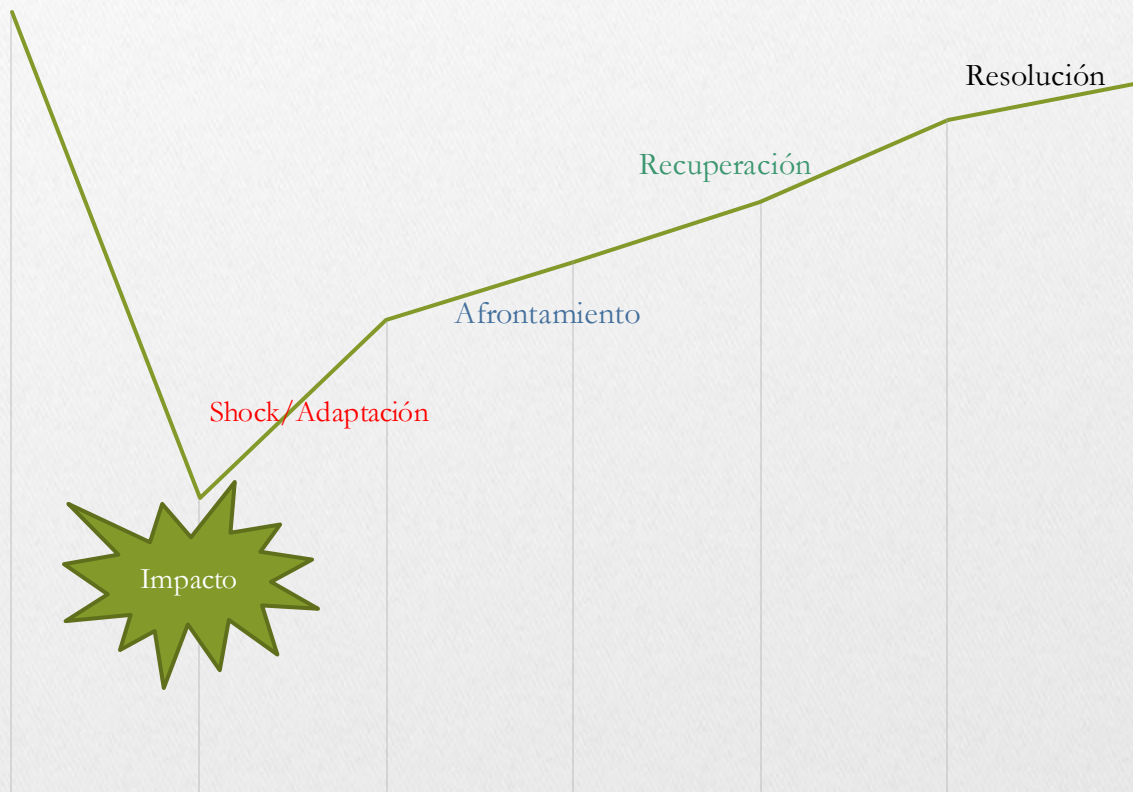 Resolución
Recuperación
Afrontamiento
Shock/Adaptación
Impacto